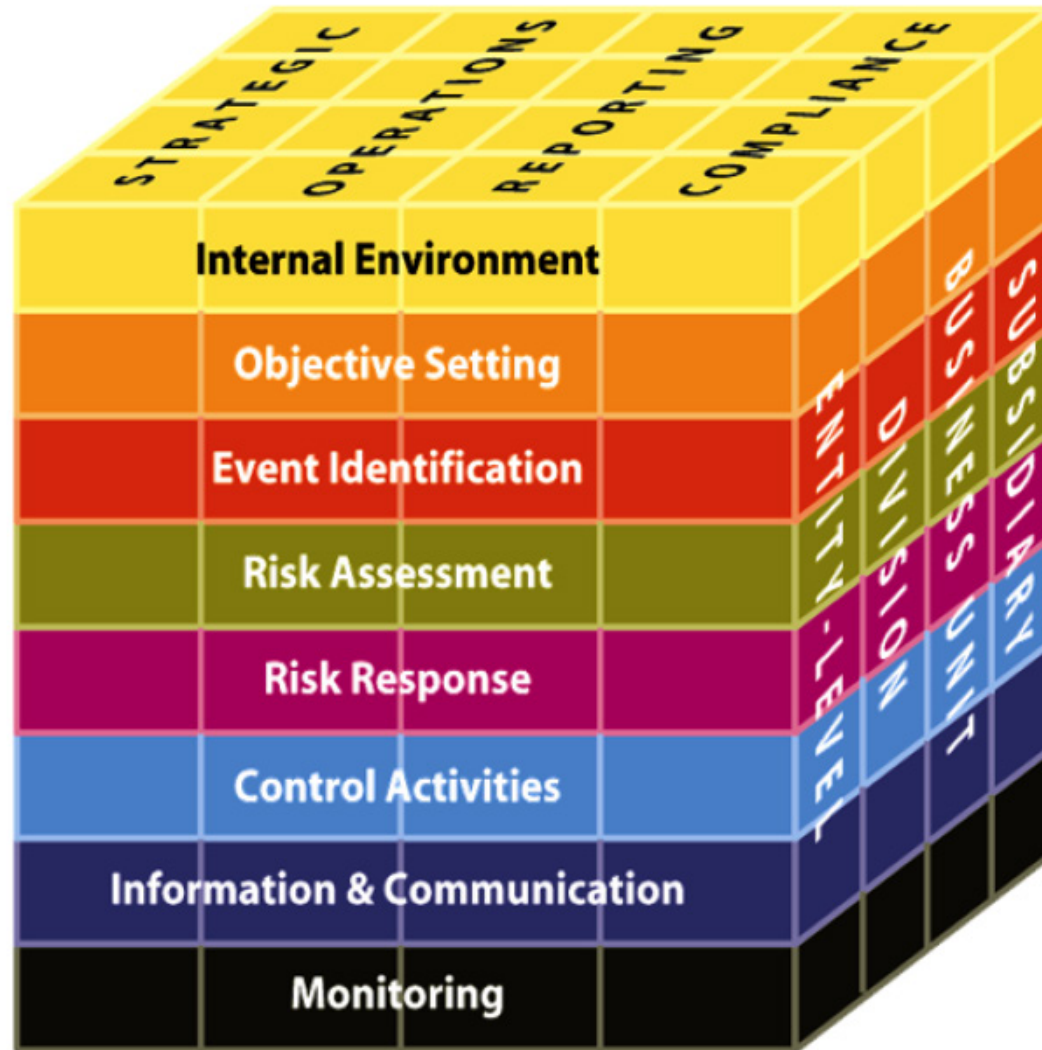 STRATEGIC
OPERATIONS
REPORTING
COMPLIANCE
Internal Environment
Objective Setting
Event Identification
Risk Assessment
Risk Response
Control Activities
Information & Communication
Monitoring
ENTITY-LEVEL
DIVISION
BUSINESS UNIT
SUBSIDIARY